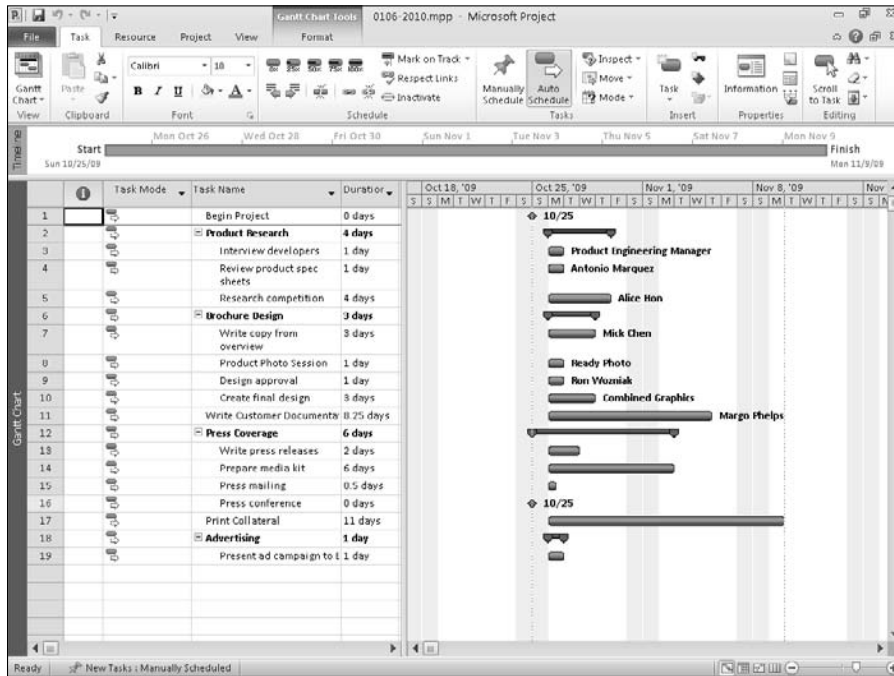 Gantt Chart Tools 0106-2010.mpp - Microsoft Project
File Task Resource Project View Format
Gantt Chart
Paste
Calibri 10
B I U A
0% 25% 50% 75% 100%
Mark on Track
Respect Links
Inactivate
Manually Schedule
Auto Schedule
Inspect
Move
Mode
Task
Information
Scroll to Task
View Clipboard Font Schedule Tasks Insert Properties Editing
Timeline
Mon Oct 26 Wed Oct 28 Fri Oct 30 Sun Nov 1 Tue Nov 3 Thu Nov 5 Sat Nov 7 Mon Nov 9
Start Finish
Sun 10/25/09 Mon 11/9/09
Task Mode Task Name Duration
Oct 18, '09 Oct 25, '09 Nov 1, '09 Nov 8, '09 Nov
S S M T W T F S S M T W T F S S M T W T F S S M T W T F S S M
1 Begin Project 0 days 10/25
2 Product Research 4 days
3 Interview developers 1 day Product Engineering Manager
4 Review product spec sheets 1 day Antonio Marquez
5 Research competition 4 days Alice Hon
6 Brochure Design 3 days
7 Write copy from overview 3 days Mick Chen
8 Product Photo Session 1 day Ready Photo
9 Design approval 1 day Ron Wozniak
10 Create final design 3 days Combined Graphics
11 Write Customer Documenta 8.25 days Margo Phelps
12 Press Coverage 6 days
13 Write press releases 2 days
14 Prepare media kit 6 days
15 Press mailing 0.5 days
16 Press conference 0 days 10/25
17 Print Collateral 11 days
18 Advertising 1 day
19 Present ad campaign to 1 day
Gantt Chart
Ready New Tasks : Manually Scheduled